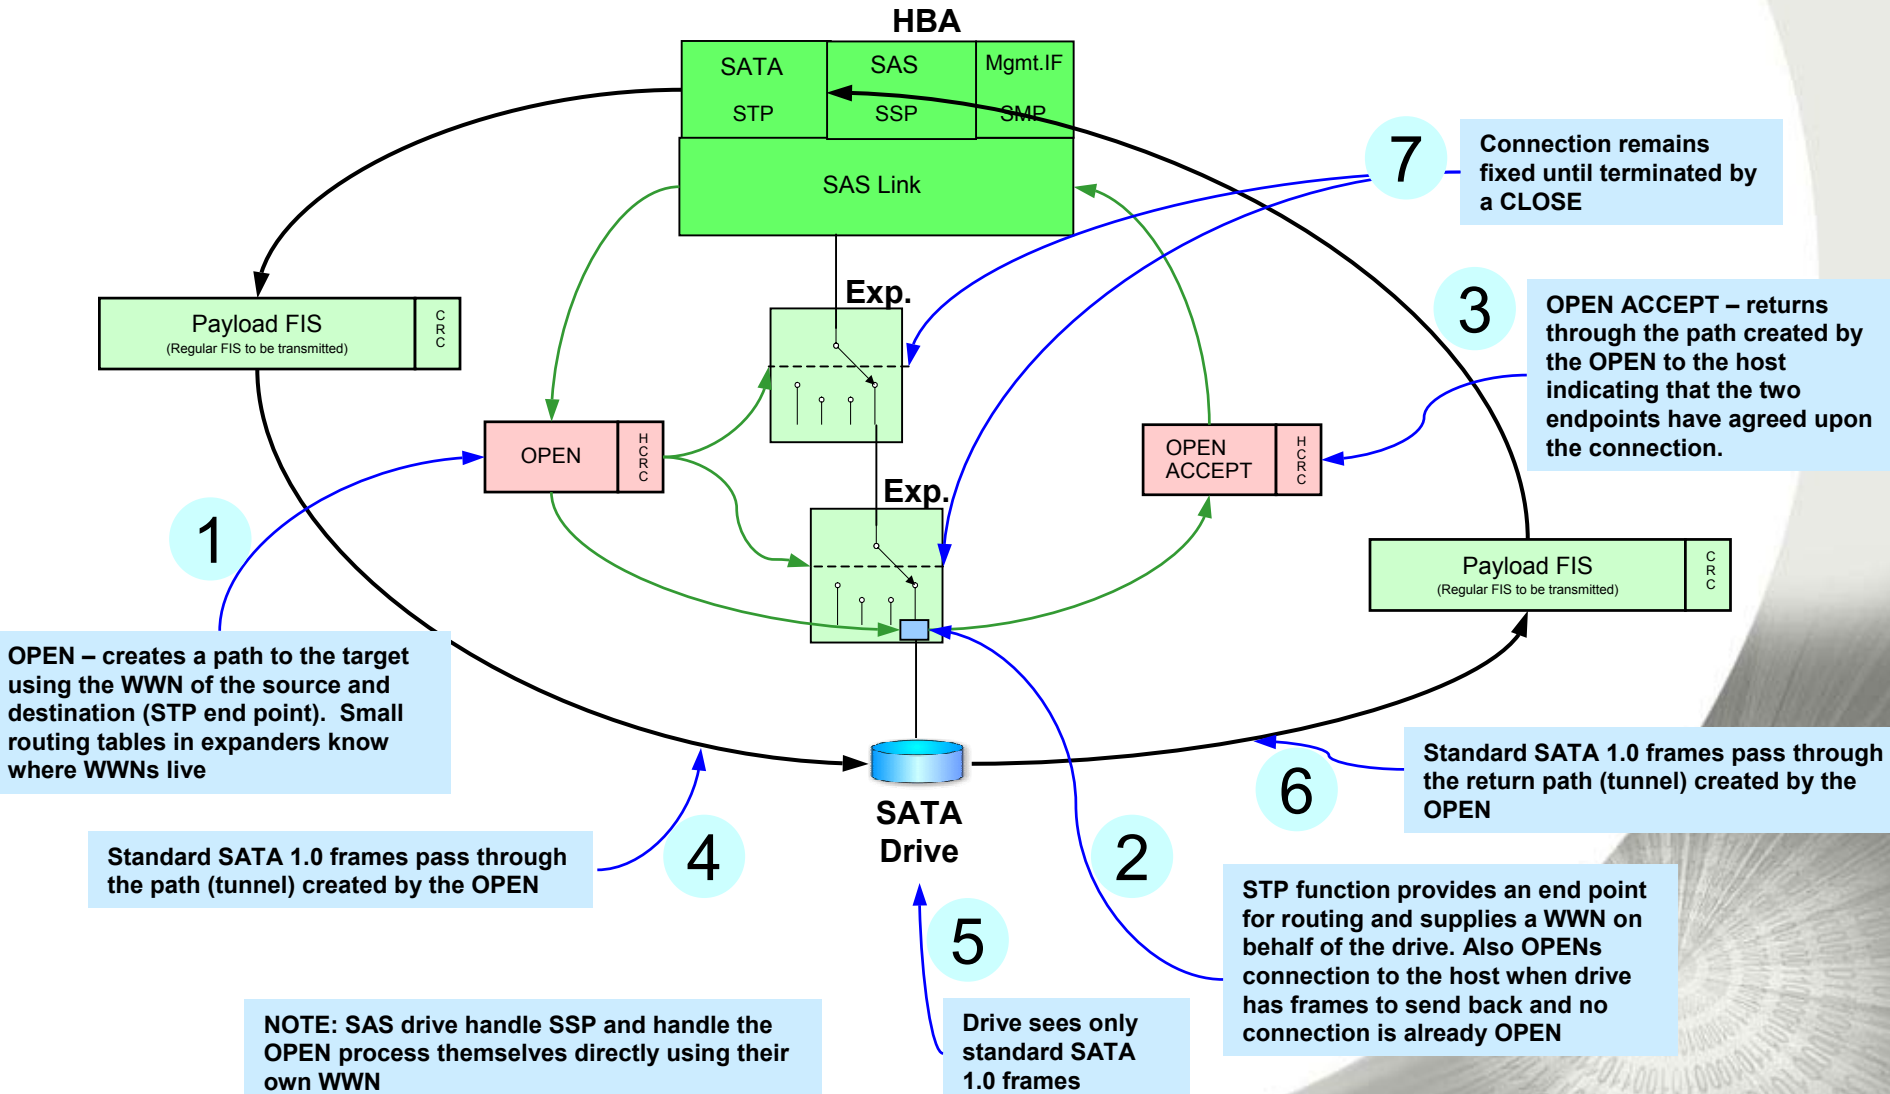 HBA
SATA
SAS
Mgmt.IF
STP
SSP
SMP
SAS Link
7
Connection remains
fixed until terminated by
a CLOSE
Exp.
3
OPEN ACCEPT – returns
through the path created by
the OPEN to the host
indicating that the two
endpoints have agreed upon
the connection.
Payload FIS
(Regular FIS to be transmitted)
C
R
C
OPEN
H
C
R
C
OPEN
ACCEPT
H
C
R
C
Exp.
1
Payload FIS
(Regular FIS to be transmitted)
C
R
C
OPEN – creates a path to the target
using the WWN of the source and
destination (STP end point).  Small
routing tables in expanders know
where WWNs live
SATA
Drive
6
Standard SATA 1.0 frames pass through
the return path (tunnel) created by the
OPEN
Standard SATA 1.0 frames pass through
the path (tunnel) created by the OPEN
4
2
STP function provides an end point
for routing and supplies a WWN on
behalf of the drive. Also OPENs
connection to the host when drive
has frames to send back and no
connection is already OPEN
5
Drive sees only
standard SATA
1.0 frames
NOTE: SAS drive handle SSP and handle the
OPEN process themselves directly using their
own WWN